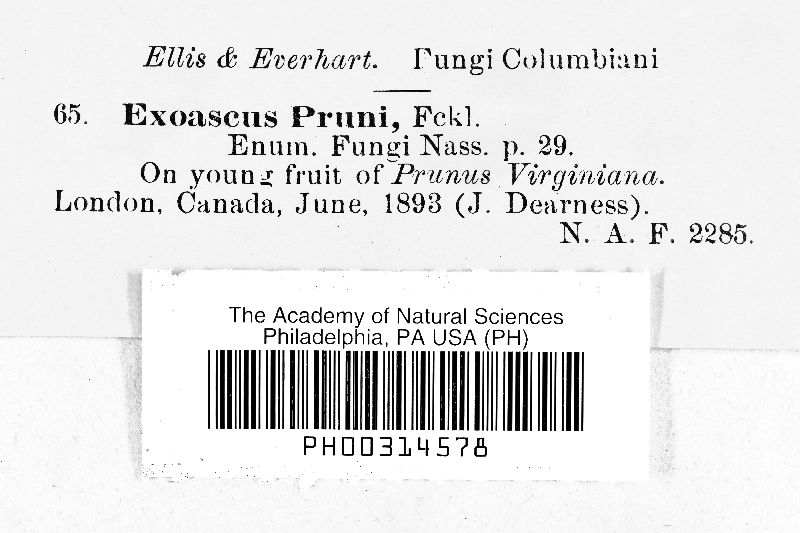 Ellis & Everhart. Fungi Columbiani
65. Exoascus Pruni, Fckl.
Enum. Fungi Nass. p. 29.
On young fruit of Prunus Virginiana.
London, Canada, June, 1893 (J. Dearness).
N. A. F. 2285.
The Academy of Natural Sciences
Philadelphia, PA USA (PH)
PH00314578